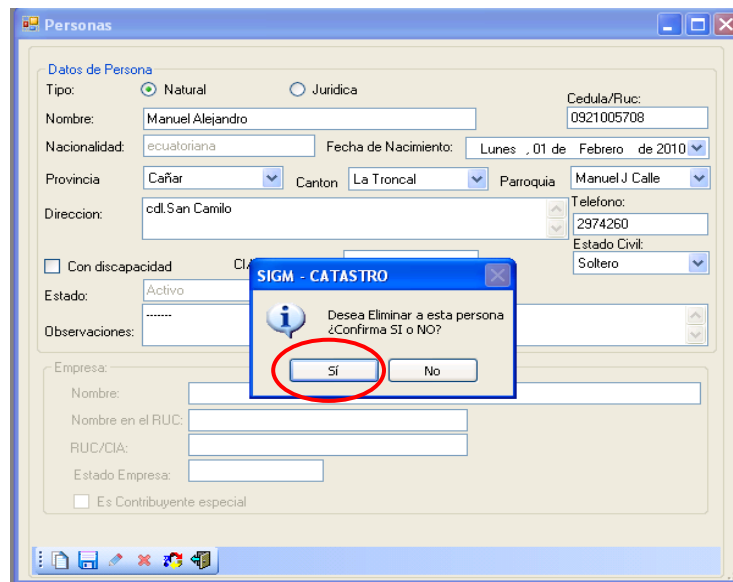 Personas
Datos de Persona
Tipo: Natural Juridica
Cedula/Ruc:
Nombre: Manuel Alejandro 0921005708
Nacionalidad: ecuatoriana Fecha de Nacimiento: Lunes , 01 de Febrero de 2010
Provincia Cañar Canton La Troncal Parroquia Manuel J Calle
Direccion: cdl.San Camilo Telefono:
2974260
Estado Civil:
Con discapacidad CI Soltero
SIGM - CATASTRO
Estado: Activo
Desea Eliminar a esta persona
¿Confirma SI o NO?
Observaciones: -------
Sí No
Empresa:
Nombre:
Nombre en el RUC:
RUC/CIA:
Estado Empresa:
Es Contribuyente especial